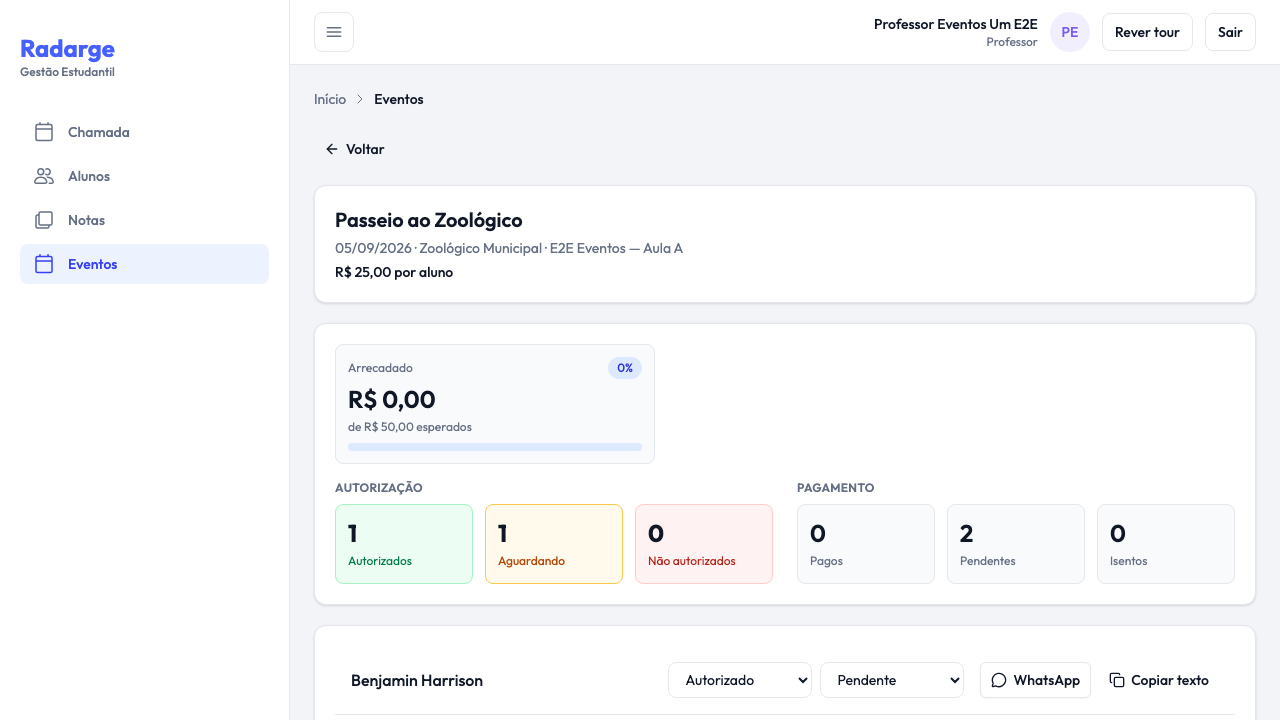 Radarge
Gestão Estudantil
Chamada
Alunos
Notas
Eventos
Professor Eventos Um E2E
Professor
PE
Rever tour
Sair
Início
Eventos
Voltar
Passeio ao Zoológico
05/09/2026 · Zoológico Municipal · E2E Eventos — Aula A
R$ 25,00 por aluno
Arrecadado
0%
R$ 0,00
de R$ 50,00 esperados
AUTORIZAÇÃO
PAGAMENTO
1
Autorizados
1
Aguardando
0
Não autorizados
0
Pagos
2
Pendentes
0
Isentos
Benjamin Harrison
Autorizado
Pendente
WhatsApp
Copiar texto